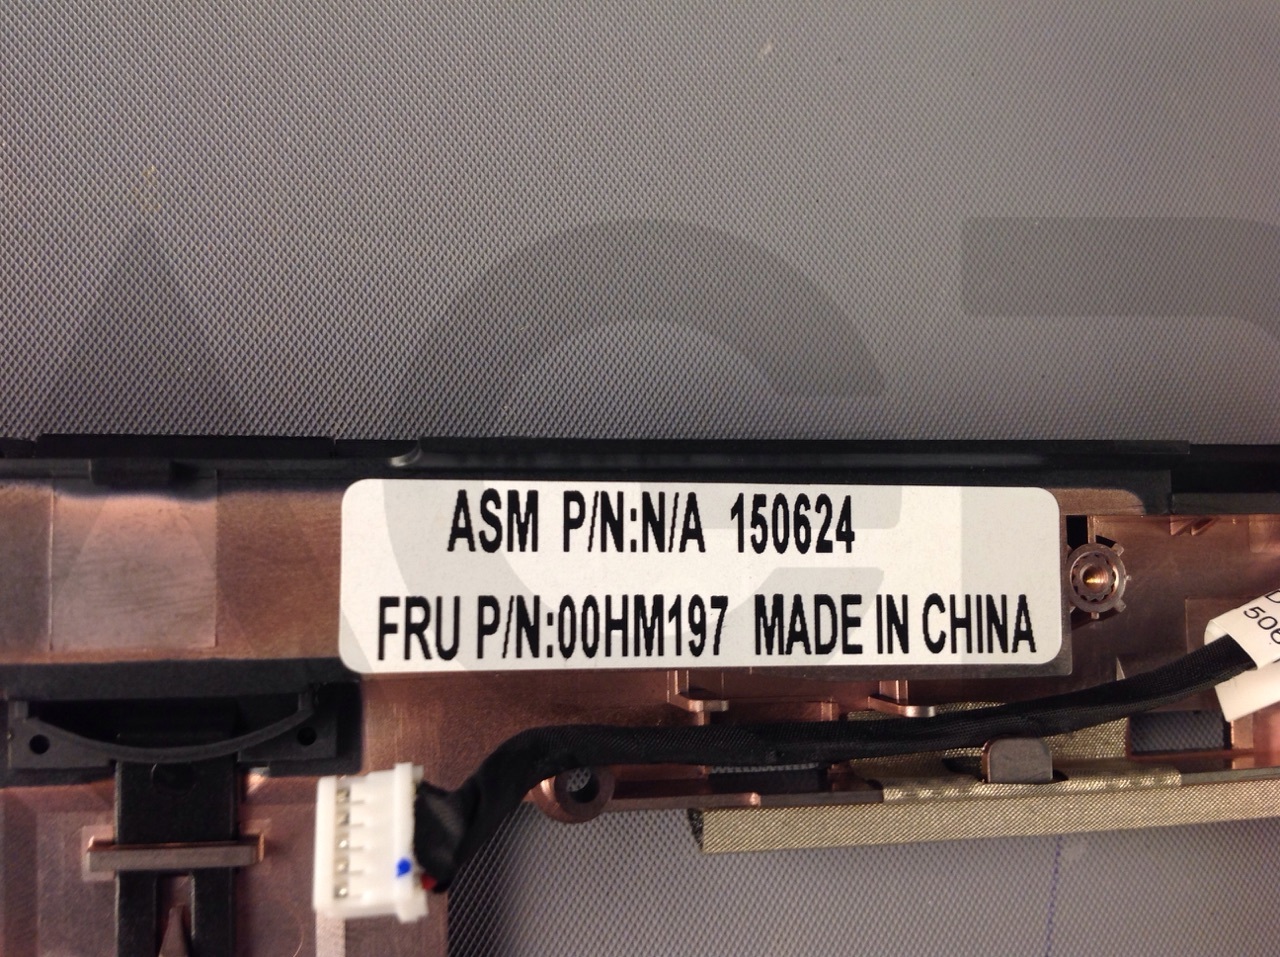 ASM P/N:N/A 150624
FRU P/N:00HM197 MADE IN CHINA